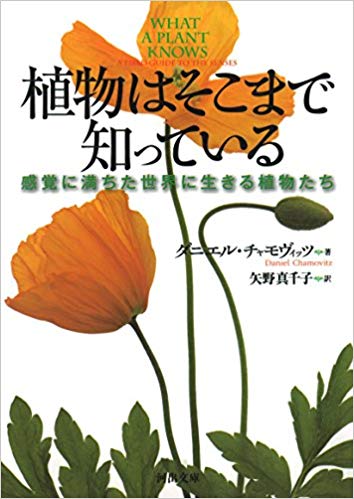 WHAT
A PLANT
KNOWS
A FIELD GUIDE TO THE SENSES
植物はそこまで
知っている
感覚に満ちた世界に生きる植物たち
ダニエル・チャモヴィッツ 著
Daniel Chamovitz
矢野真千子 訳
河出文庫